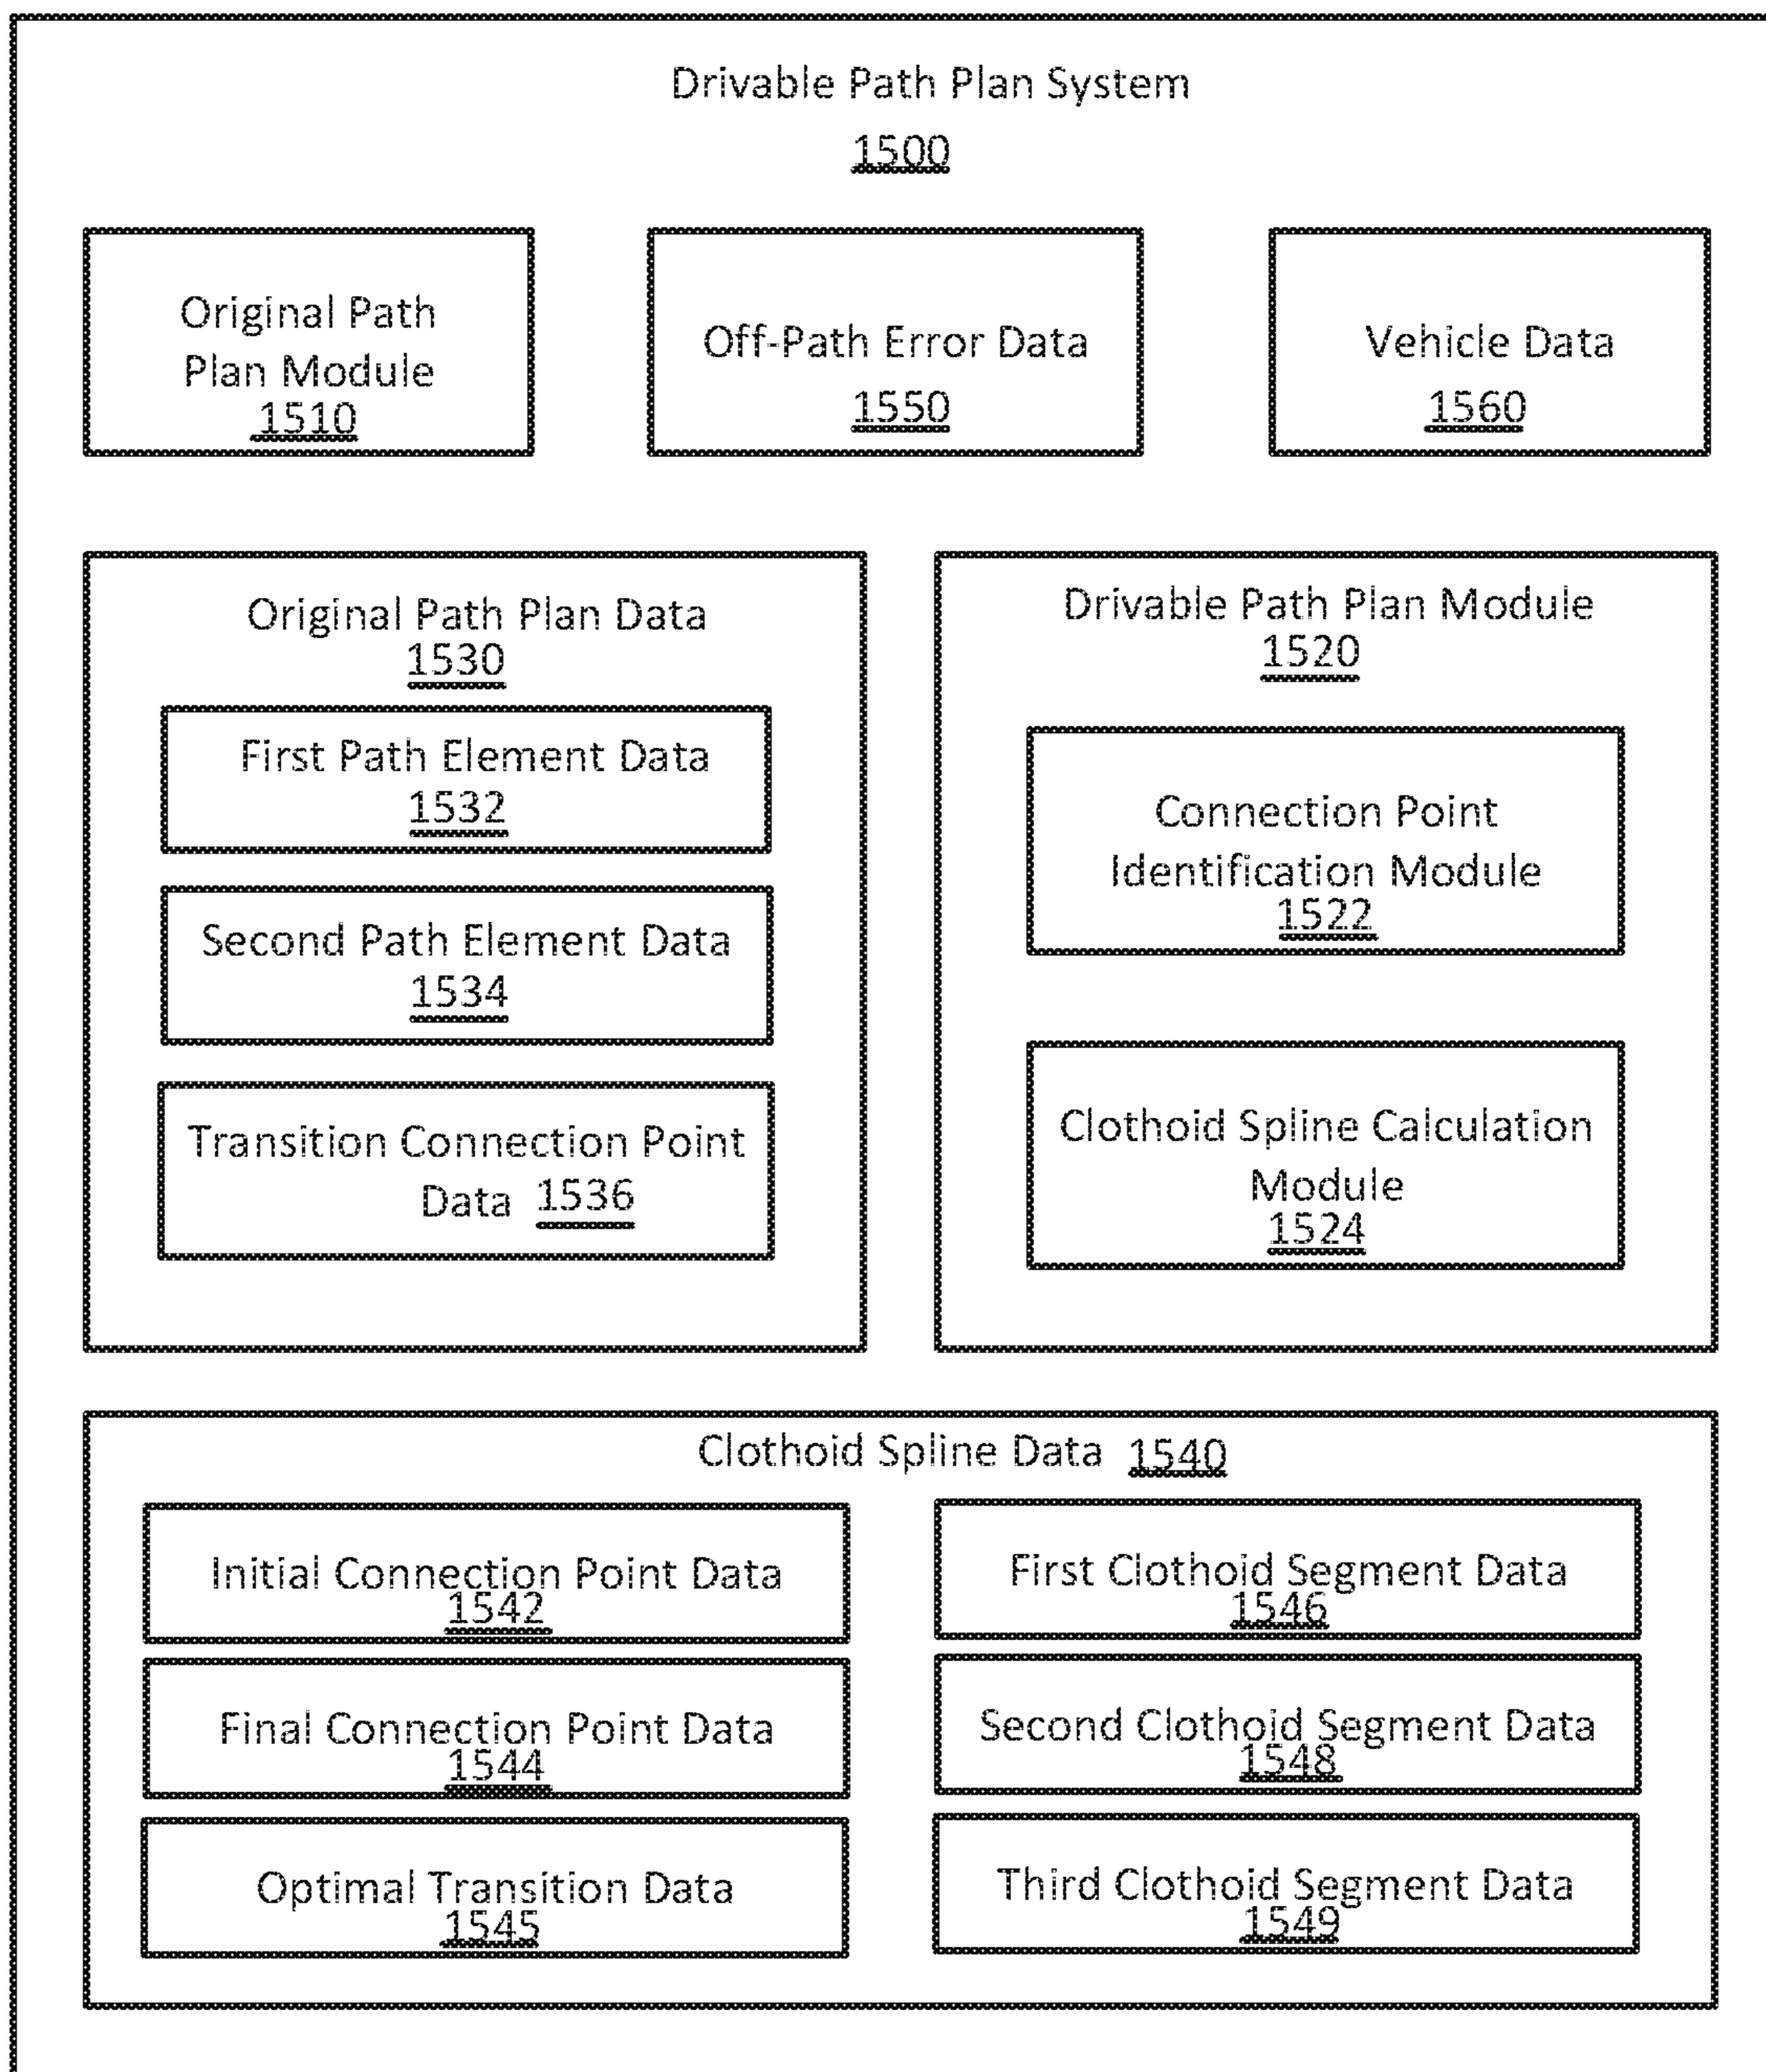 Drivable Path Plan System
1500
Original Path
Plan Module
1510
Off-Path Error Data
1550
Vehicle Data
1560
Original Path Plan Data
1530
First Path Element Data
1532
Second Path Element Data
1534
Transition Connection Point
Data 1536
Drivable Path Plan Module
1520
Connection Point
Identification Module
1522
Clothoid Spline Calculation
Module
1524
Clothoid Spline Data 1540
Initial Connection Point Data
1542
Final Connection Point Data
1544
Optimal Transition Data
1545
First Clothoid Segment Data
1546
Second Clothoid Segment Data
1548
Third Clothoid Segment Data
1549